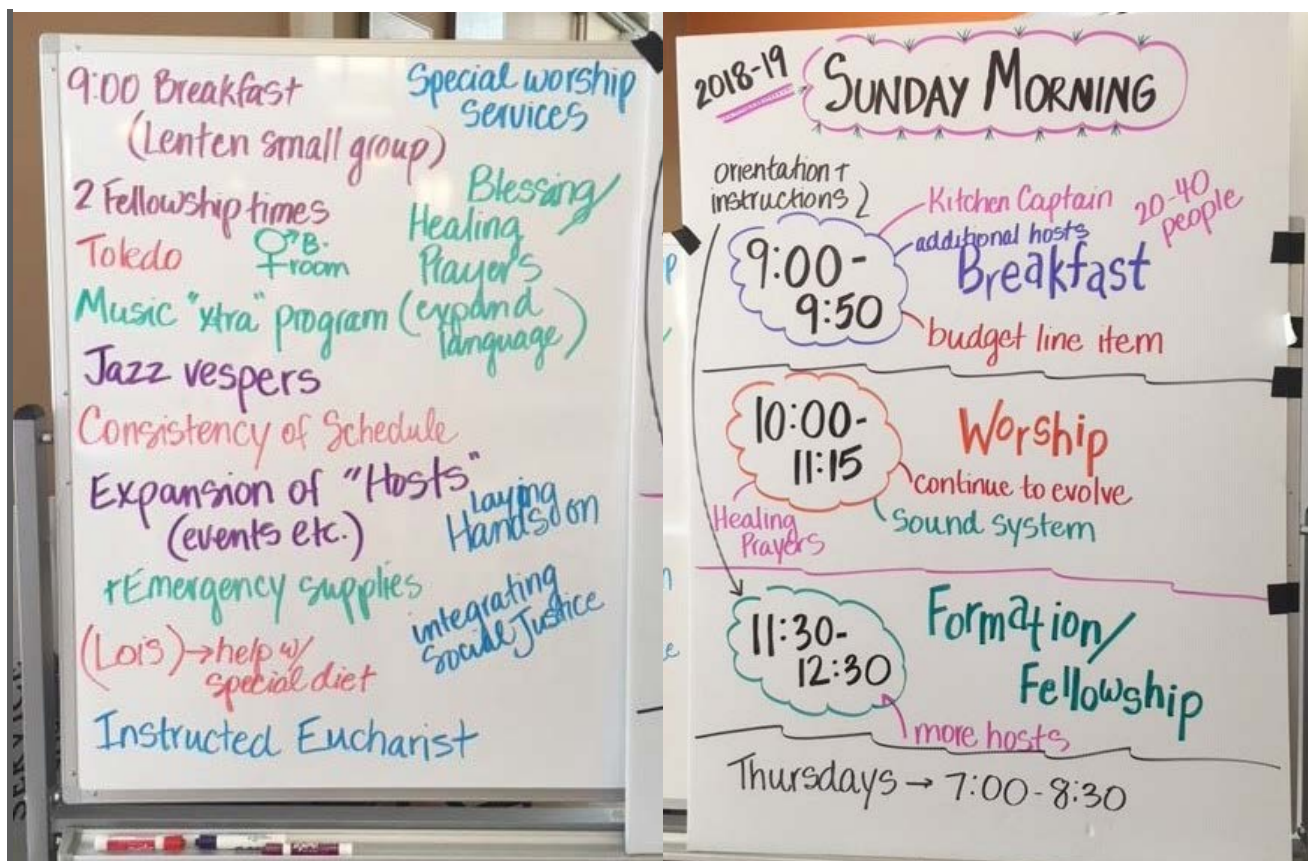 9:00 Breakfast
(Lenten small group)
2 Fellowship times
Toledo
♂♀ B.
room
Music "xtra" program (expand
language)
Jazz vespers
Consistency of Schedule
Expansion of "Hosts"
(events etc.)
+Emergency supplies
(Lois)→help w/
special diet
Instructed Eucharist
Special worship
services
Blessing/
Healing
Prayers
laying
Hands on
integrating
Social Justice
SERVICE
2018-19
SUNDAY MORNING
orientation +
instructions
9:00-
9:50
Kitchen Captain
20-40
people
additional hosts
Breakfast
budget line item
10:00-
11:15
Worship
continue to evolve
Sound system
Healing
Prayers
11:30-
12:30
Formation/
Fellowship
more hosts
Thursdays → 7:00-8:30